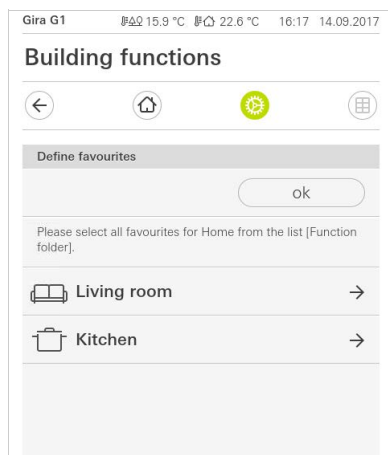 Gira G1 15.9 °C 22.6 °C 16:17 14.09.2017
Building functions
Define favourites
ok
Please select all favourites for Home from the list [Function
folder].
Living room
Kitchen